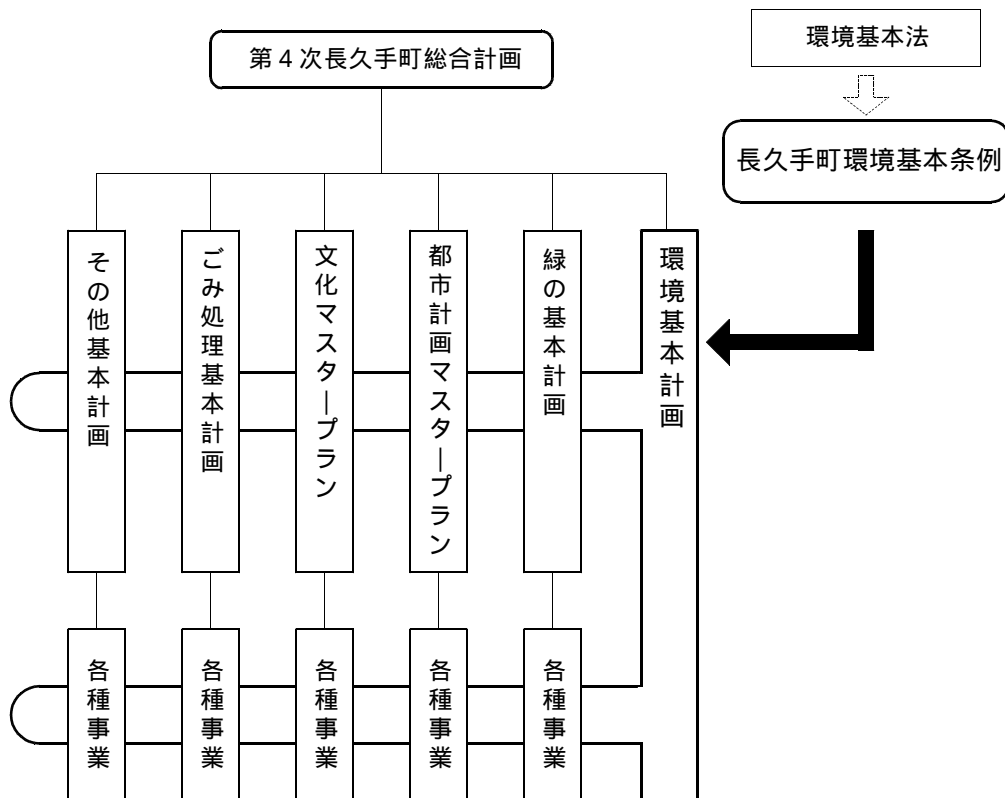 第４次長久手町総合計画
環境基本法
長久手町環境基本条例
その他基本計画
ごみ処理基本計画
文化マスタープラン
都市計画マスタープラン
緑の基本計画
環境基本計画
各種事業
各種事業
各種事業
各種事業
各種事業